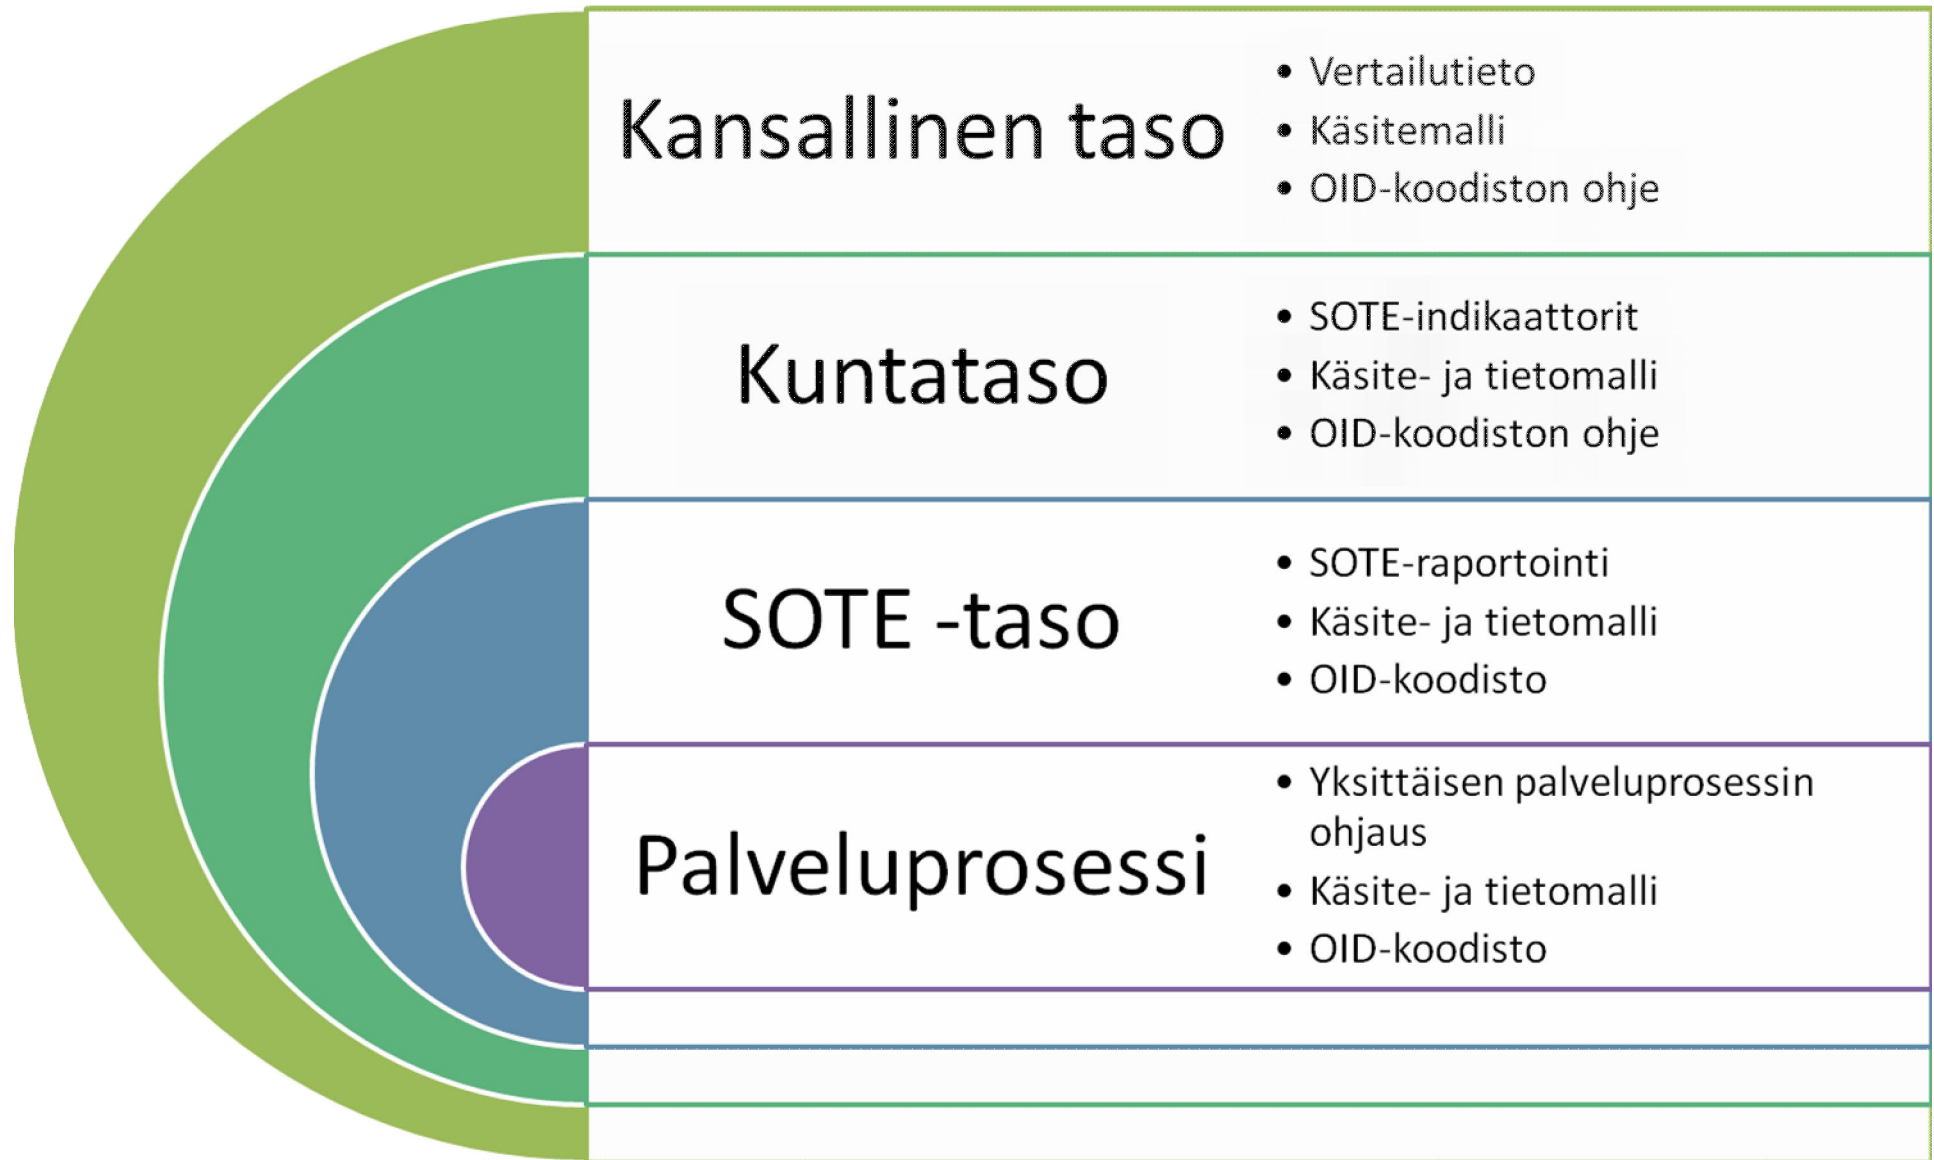 Kansallinen taso
• Vertailutieto
• Käsitemalli
• OID-koodiston ohje
Kuntataso
• SOTE-indikaattorit
• Käsite- ja tietomalli
• OID-koodiston ohje
SOTE -taso
• SOTE-raportointi
• Käsite- ja tietomalli
• OID-koodisto
Palveluprosessi
• Yksittäisen palveluprosessin
ohjaus
• Käsite- ja tietomalli
• OID-koodisto